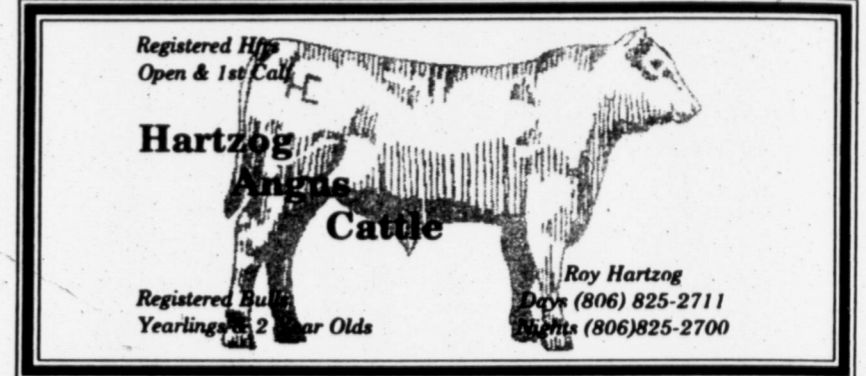 Registered Hfrs
Open & 1st Calf
Hartzog
Angus
Cattle
Registered Bulls
Yearlings & 2 Year Olds
Roy Hartzog
Days (806) 825-2711
Nights (806)825-2700